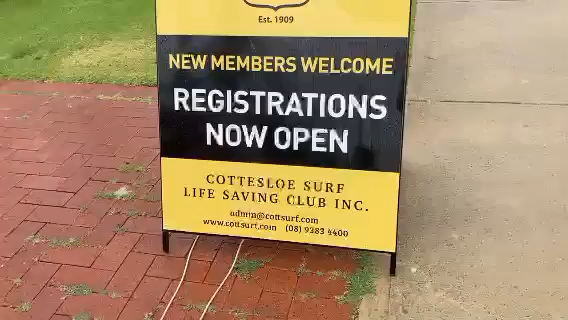 Est. 1909
NEW MEMBERS WELCOME
REGISTRATIONS
NOW OPEN
COTTESLOE SURF
LIFE SAVING CLUB INC.
admin@cottsurf.com
www.cottsurf.com (08) 9383 4400